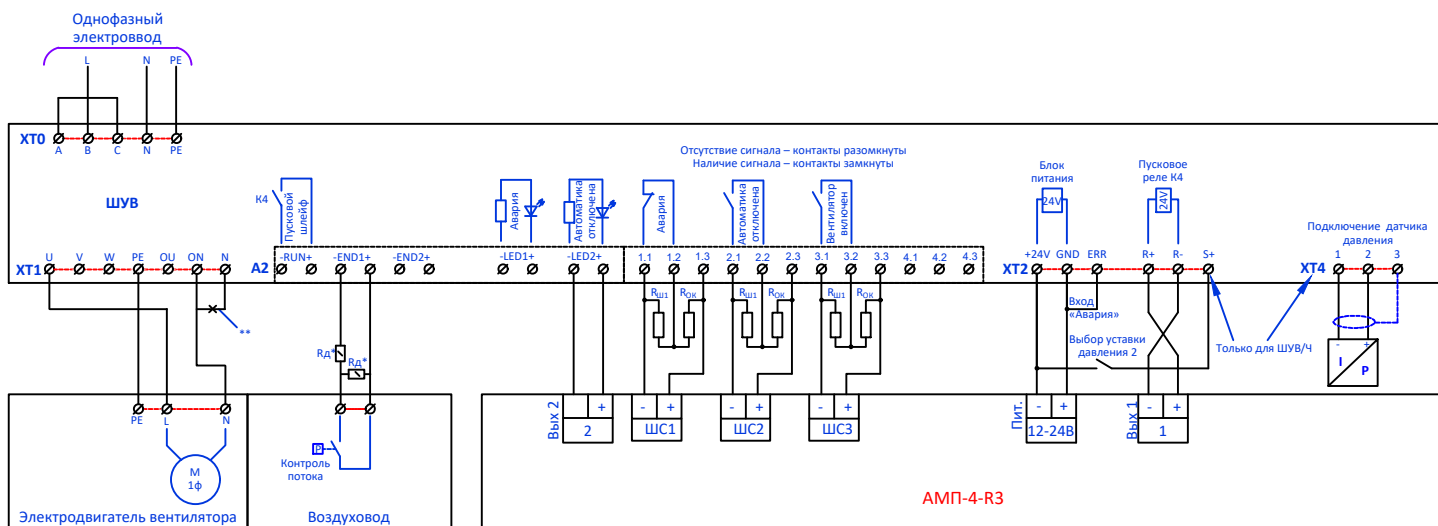 Однофазный
электроввод
L N PE
XT0
A B C N PE
ШУВ
Отсутствие сигнала – контакты разомкнуты
Наличие сигнала – контакты замкнуты
К4
Пусковой
шлейф
Авария
Автоматика
отключена
Авария
Автоматика
отключена
Вентилятор
включен
Блок
питания
24V
Пусковое
реле К4
24V
Подключение датчика
давления
XT1
U V W PE OU ON N
A2
-RUN+ -END1+ -END2+ -LED1+ -LED2+
1.1 1.2 1.3 2.1 2.2 2.3 3.1 3.2 3.3 4.1 4.2 4.3
XT2
+24V GND ERR R+ R- S+
XT4
1 2 3
**
RШ1 RОК RШ1 RОК RШ1 RОК
Вход
«Авария»
Выбор уставки
давления 2
Только для ШУВ/Ч
Rд*
Rд*
- +
I P
PE L N
М
1ф
Электродвигатель вентилятора
P
Контроль
потока
Воздуховод
Вых 2
- +
2
- +
ШС1
- +
ШС2
- +
ШС3
Пит.
- +
12-24В
Вых 1
- +
1
АМП-4-R3